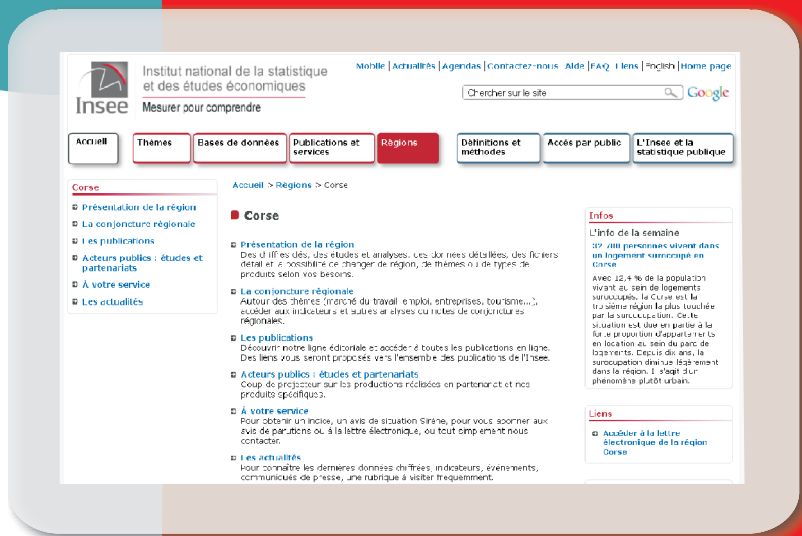 Insee
Institut national de la statistique
et des études économiques
Mesurer pour comprendre
Mobile | Actualités | Agendas | Contactez-nous Aide | FAQ Liens | English | Home page
Chercher sur le site
Google
Accueil
Thèmes
Bases de données
Publications et
services
Régions
Définitions et
méthodes
Accès par public
L'Insee et la
statistique publique
Corse
Présentation de la région
La conjoncture régionale
Les publications
Acteurs publics : études et
partenariats
À votre service
Les actualités
Accueil > Régions > Corse
Corse
Présentation de la région
Des chiffres clés, des études et analyses, des données détaillées, des fichiers
détail et la possibilité de changer de région, de thèmes ou de types de
produits selon vos besoins.
La conjoncture régionale
Autour des thèmes (marché du travail emploi, entreprises, tourisme...),
accéder aux indicateurs et autres analyses ou notes de conjonctures
régionales.
Les publications
Découvrir notre ligne éditoriale et accéder à toutes les publications en ligne.
Des liens vous seront proposés vers l'ensemble des publications de l'Insee.
Acteurs publics : études et partenariats
Coup de projecteur sur les productions réalisées en partenariat et nos
produits spécifiques.
À votre service
Pour obtenir un indice, un avis de situation Sirène, pour vous abonner aux
avis de parutions ou à la lettre électronique, ou tout simplement nous
contacter.
Les actualités
Pour connaître les dernières données chiffrées, indicateurs, événements,
communiqués de presse, une rubrique à visiter fréquemment.
Infos
L'info de la semaine
32 700 personnes vivent dans
un logement suroccupé en
Corse
Avec 12,4 % de la population
vivant au sein de logements
suroccupés, la Corse est la
troisième région la plus touchée
par la suroccupation. Cette
situation est due en partie à la
forte proportion d'appartements
en location au sein du parc de
logements. Depuis dix ans, la
suroccupation diminue légèrement
dans la région. Il s'agit d'un
phénomène plutôt urbain.
Liens
Accéder à la lettre
électronique de la région
Corse